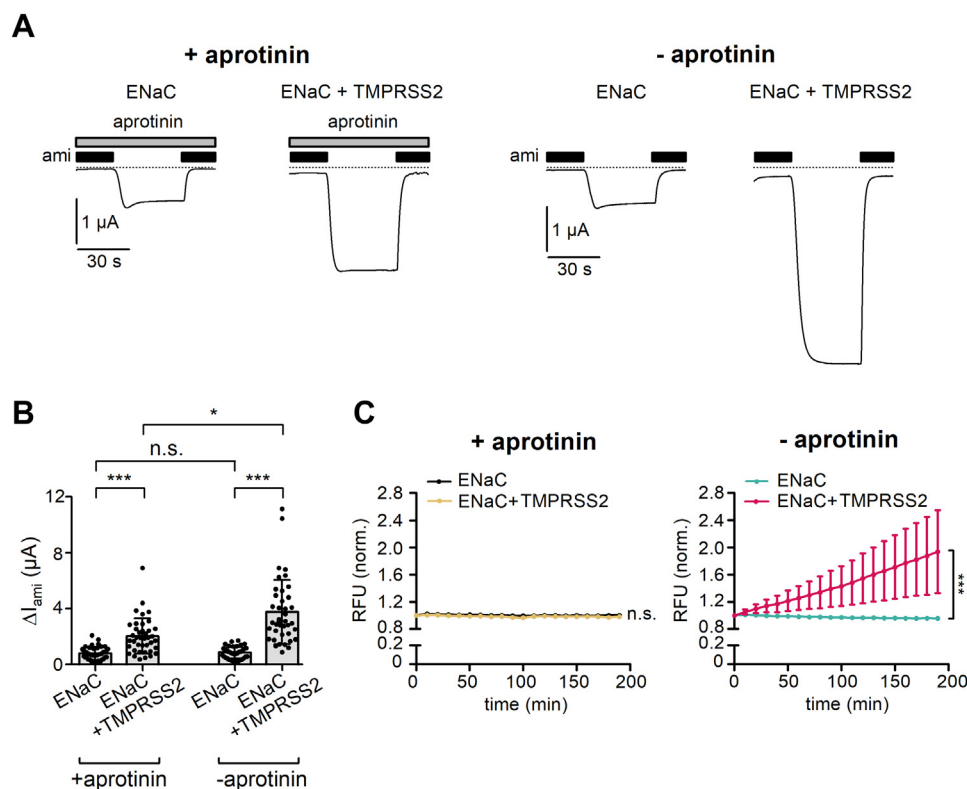 A
+ aprotinin
- aprotinin
ENaC
ENaC + TMPRSS2
ENaC
ENaC + TMPRSS2
aprotinin
aprotinin
ami
1 µA
30 s
1 µA
30 s
B
*
n.s.
***
***
12
8
4
0
ΔIami (µA)
ENaC
ENaC
+TMPRSS2
ENaC
ENaC
+TMPRSS2
+aprotinin
-aprotinin
C
+ aprotinin
ENaC
ENaC+TMPRSS2
2.8
2.4
2.0
1.6
1.2
0.8
0.2
0
RFU (norm.)
n.s.
0
50
100
150
200
time (min)
- aprotinin
ENaC
ENaC+TMPRSS2
2.8
2.4
2.0
1.6
1.2
0.8
0.2
0
RFU (norm.)
***
0
50
100
150
200
time (min)